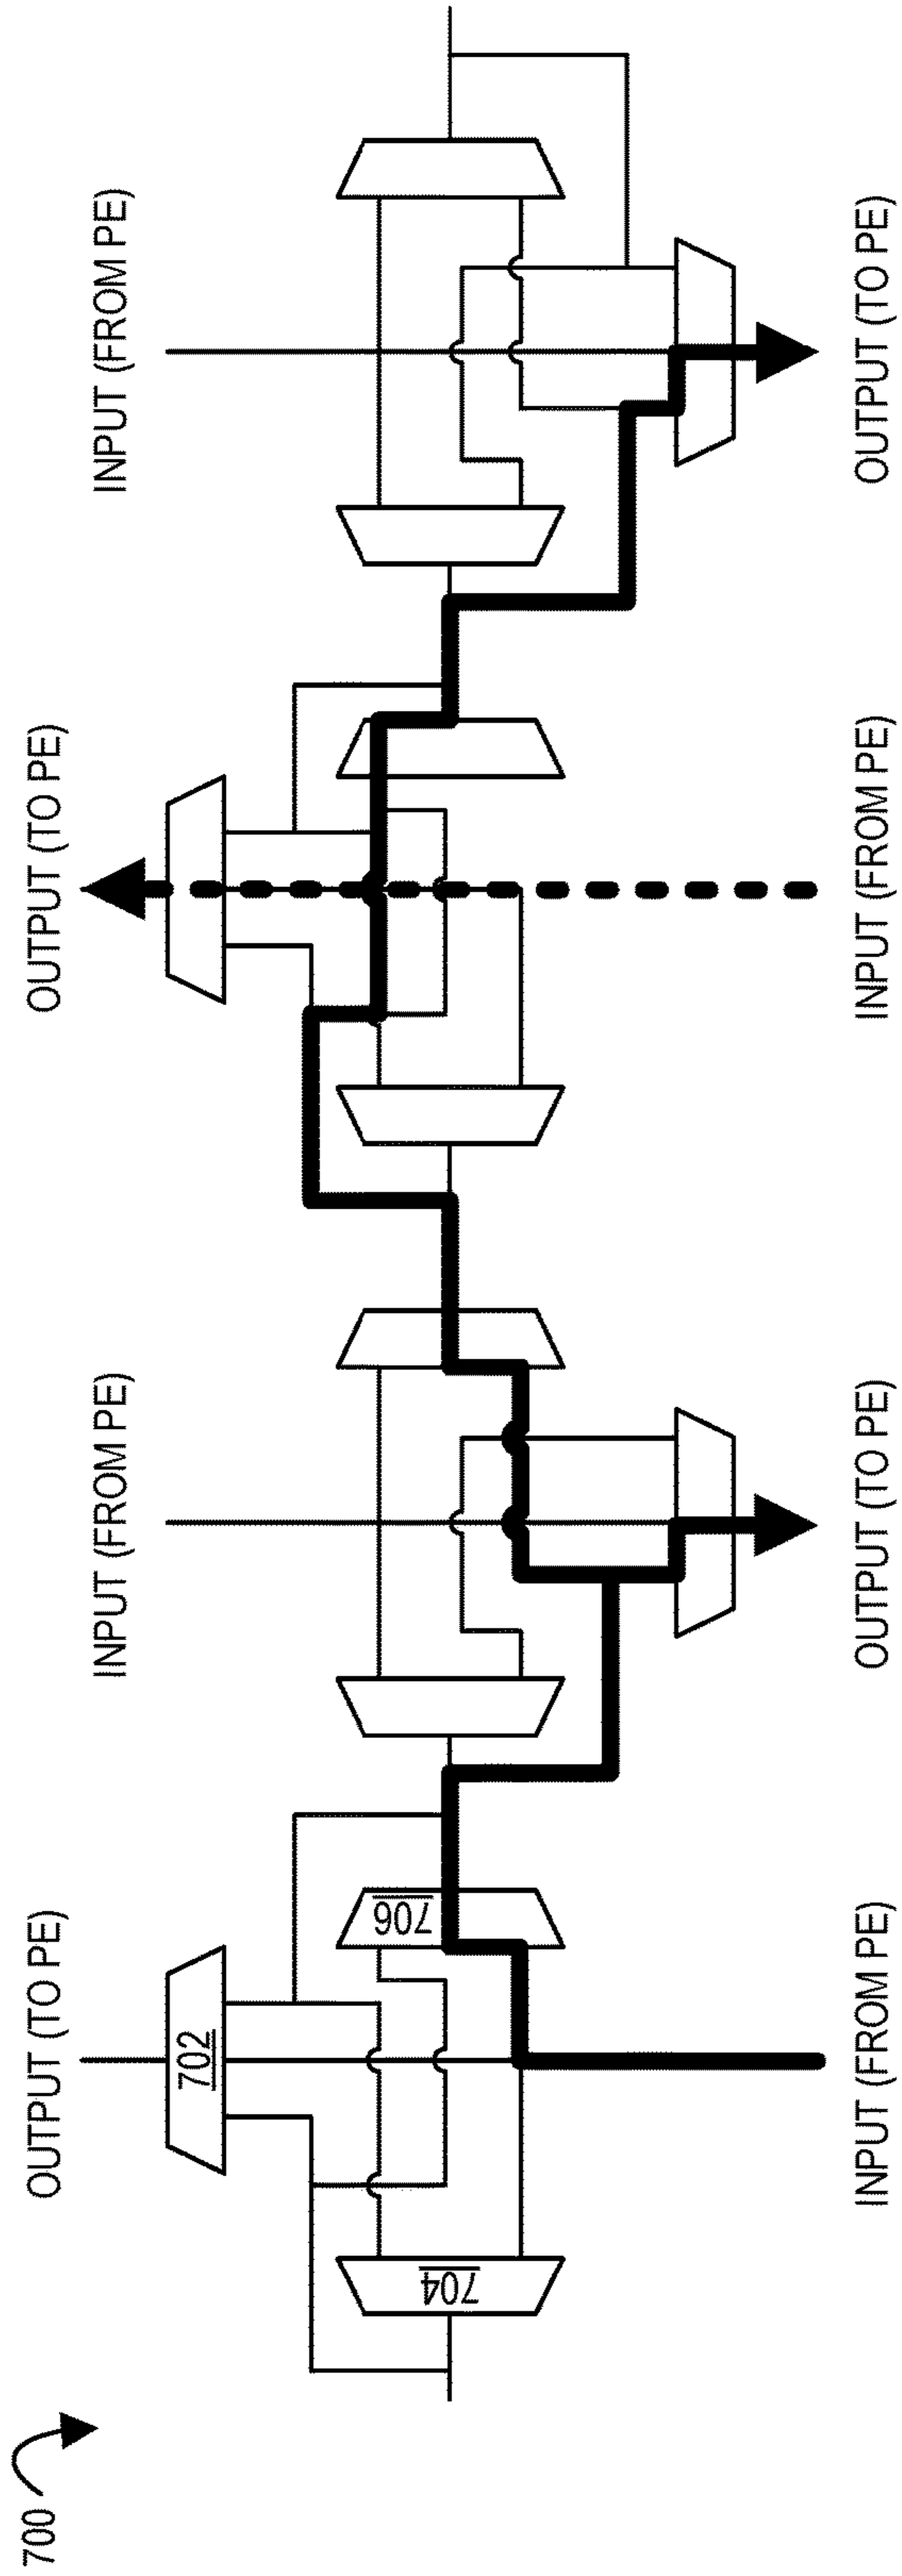 700
OUTPUT (TO PE)
OUTPUT (TO PE)
INPUT (FROM PE)
INPUT (FROM PE)
702
704
706
INPUT (FROM PE)
OUTPUT (TO PE)
INPUT (FROM PE)
OUTPUT (TO PE)